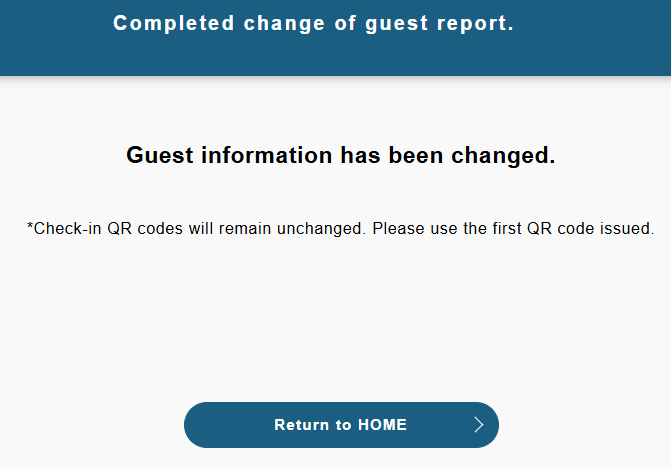 Completed change of guest report.
Guest information has been changed.
*Check-in QR codes will remain unchanged. Please use the first QR code issued.
Return to HOME